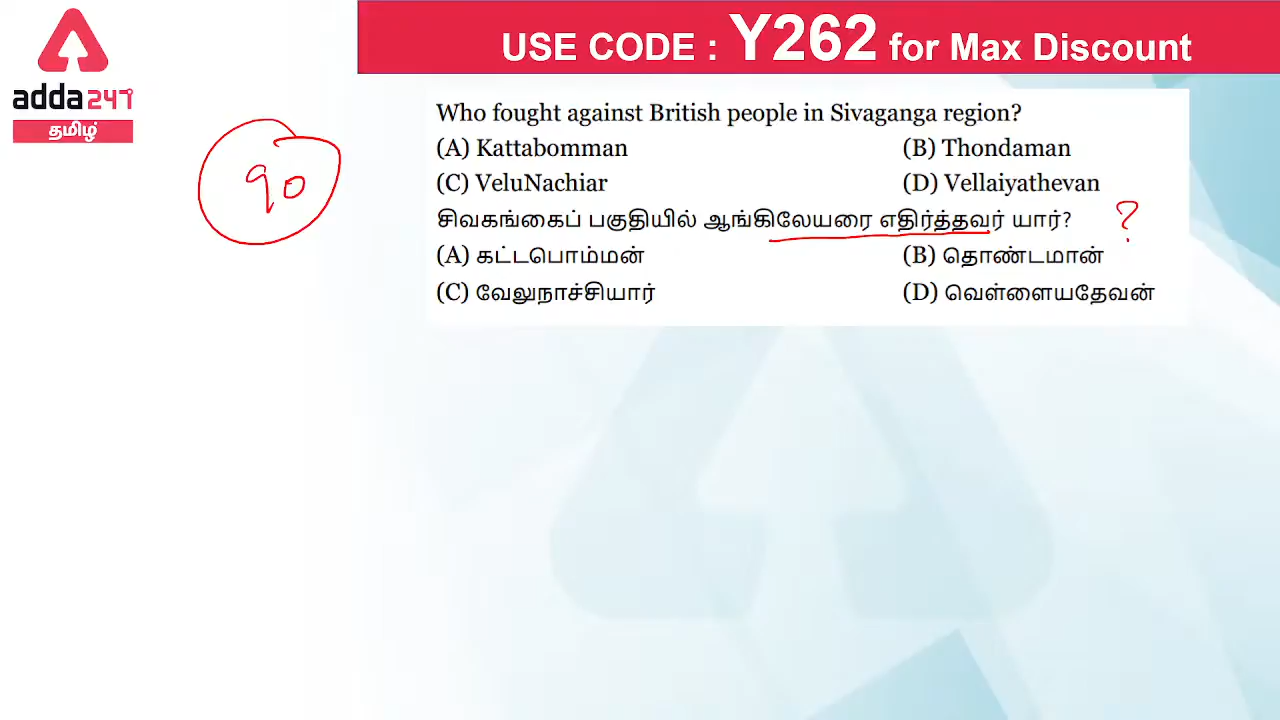 USE CODE : Y262 for Max Discount
adda247
தமிழ்
90
Who fought against British people in Sivaganga region?
(A) Kattabomman (B) Thondaman
(C) VeluNachiar (D) Vellaiyathevan
சிவகங்கைப் பகுதியில் ஆங்கிலேயரை எதிர்த்தவர் யார்? ?
(A) கட்டபொம்மன் (B) தொண்டமான்
(C) வேலுநாச்சியார் (D) வெள்ளையதேவன்